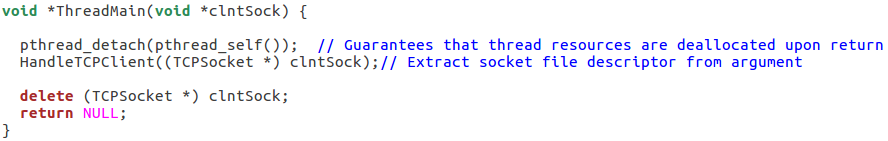 void *ThreadMain(void *clntSock) {
pthread_detach(pthread_self());  // Guarantees that thread resources are deallocated upon return
HandleTCPClient((TCPSocket *) clntSock);// Extract socket file descriptor from argument
delete (TCPSocket *) clntSock;
return NULL;
}